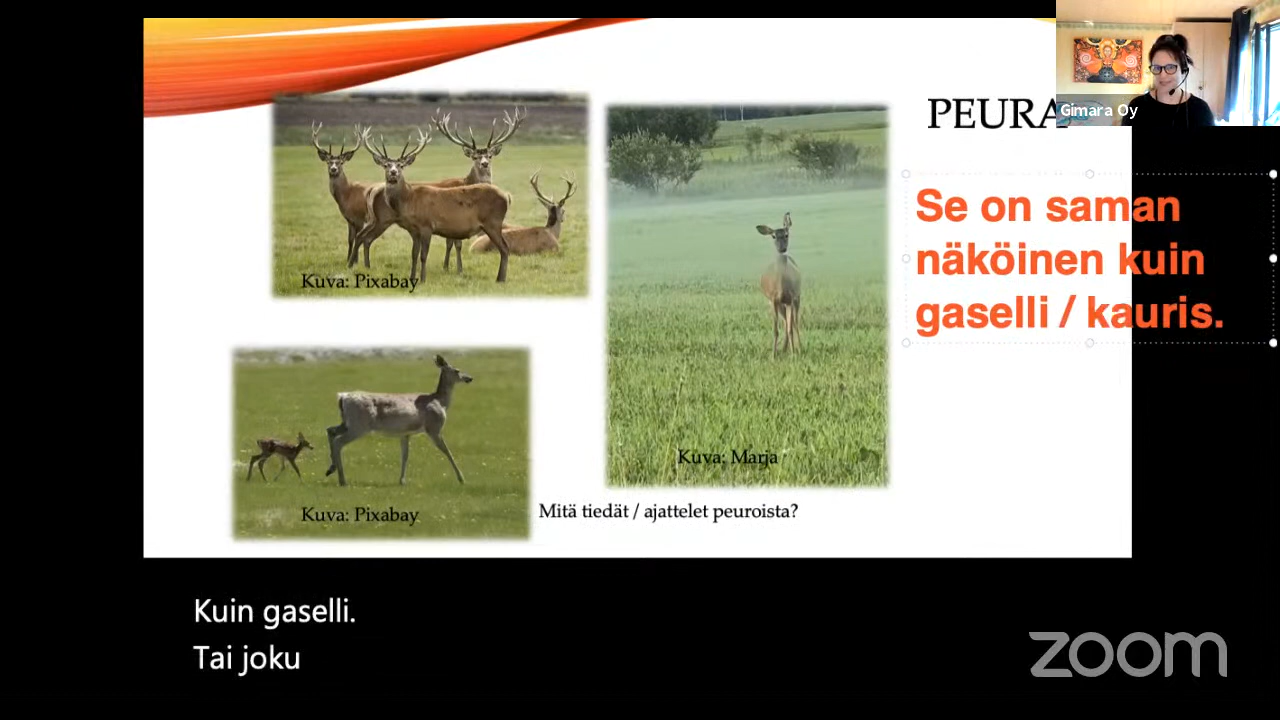 PEURA
Gimara Oy
Se on saman
näköinen kuin
gaselli / kauris.
Kuva: Pixabay
Kuva: Marja
Kuva: Pixabay
Mitä tiedät / ajattelet peuroista?
Kuin gaselli.
Tai joku
zoom